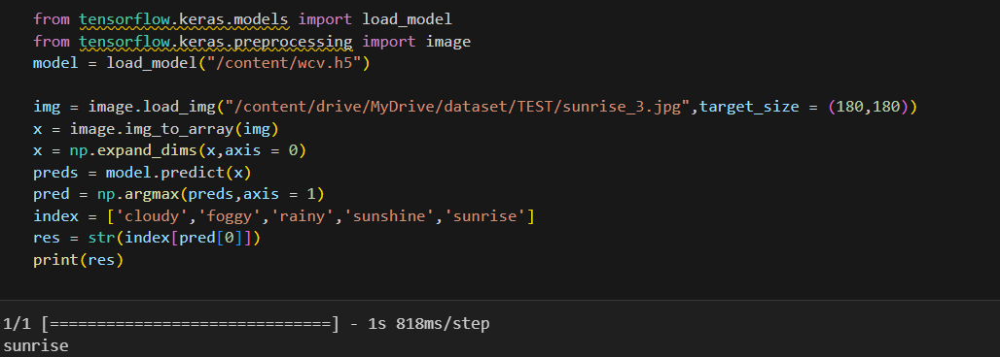 from tensorflow.keras.models import load_model
from tensorflow.keras.preprocessing import image
model = load_model("/content/wcv.h5")
img = image.load_img("/content/drive/MyDrive/dataset/TEST/sunrise_3.jpg",target_size = (180,180))
x = image.img_to_array(img)
x = np.expand_dims(x,axis = 0)
preds = model.predict(x)
pred = np.argmax(preds,axis = 1)
index = ['cloudy','foggy','rainy','sunshine','sunrise']
res = str(index[pred[0]])
print(res)
1/1 [==============================] - 1s 818ms/step
sunrise